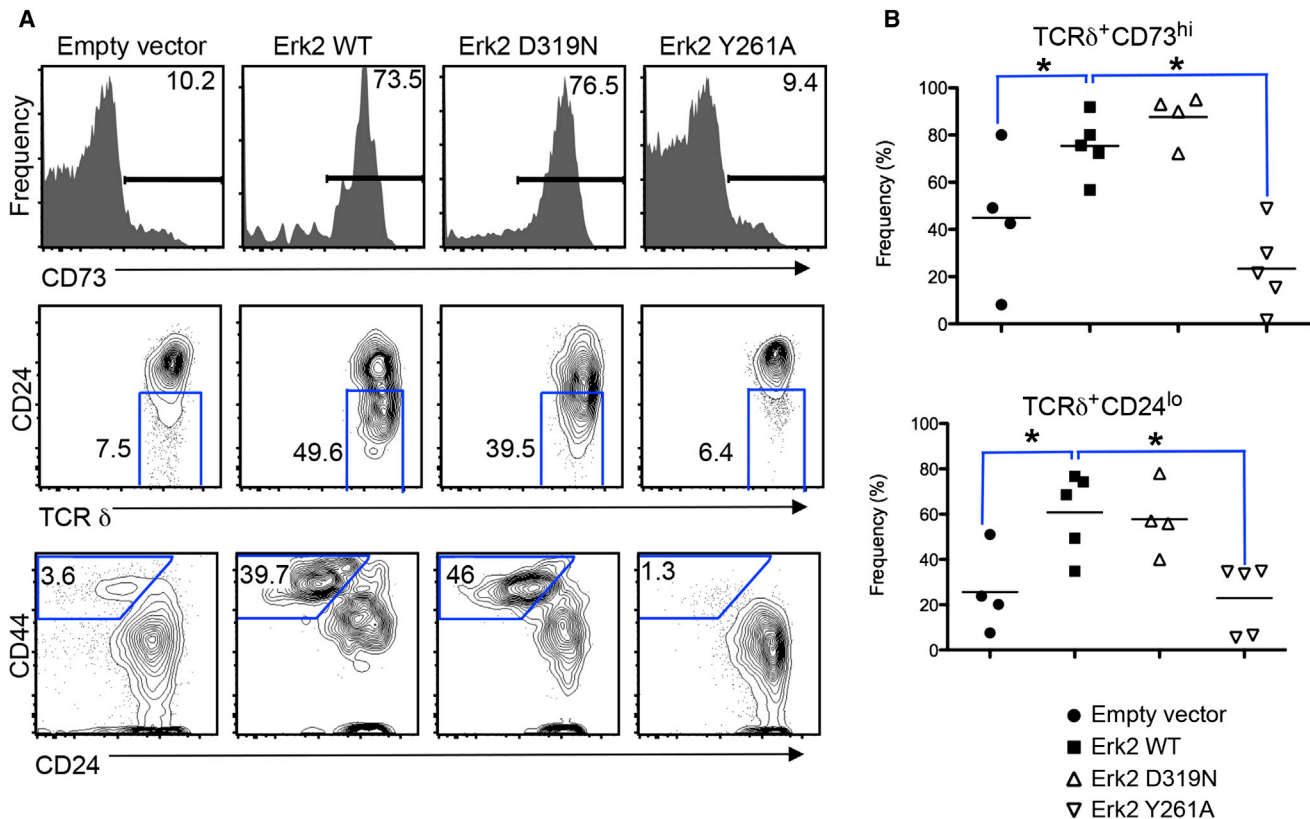 A
Empty vector Erk2 WT Erk2 D319N Erk2 Y261A
Frequency
10.2 73.5 76.5 9.4
CD73
CD24
7.5 49.6 39.5 6.4
TCR δ
CD44
3.6 39.7 46 1.3
CD24
B
TCRδ⁺CD73ʰⁱ
* *
Frequency (%)
100
80
60
40
20
0
TCRδ⁺CD24ˡᵒ
* *
Frequency (%)
100
80
60
40
20
0
Empty vector
Erk2 WT
Erk2 D319N
Erk2 Y261A